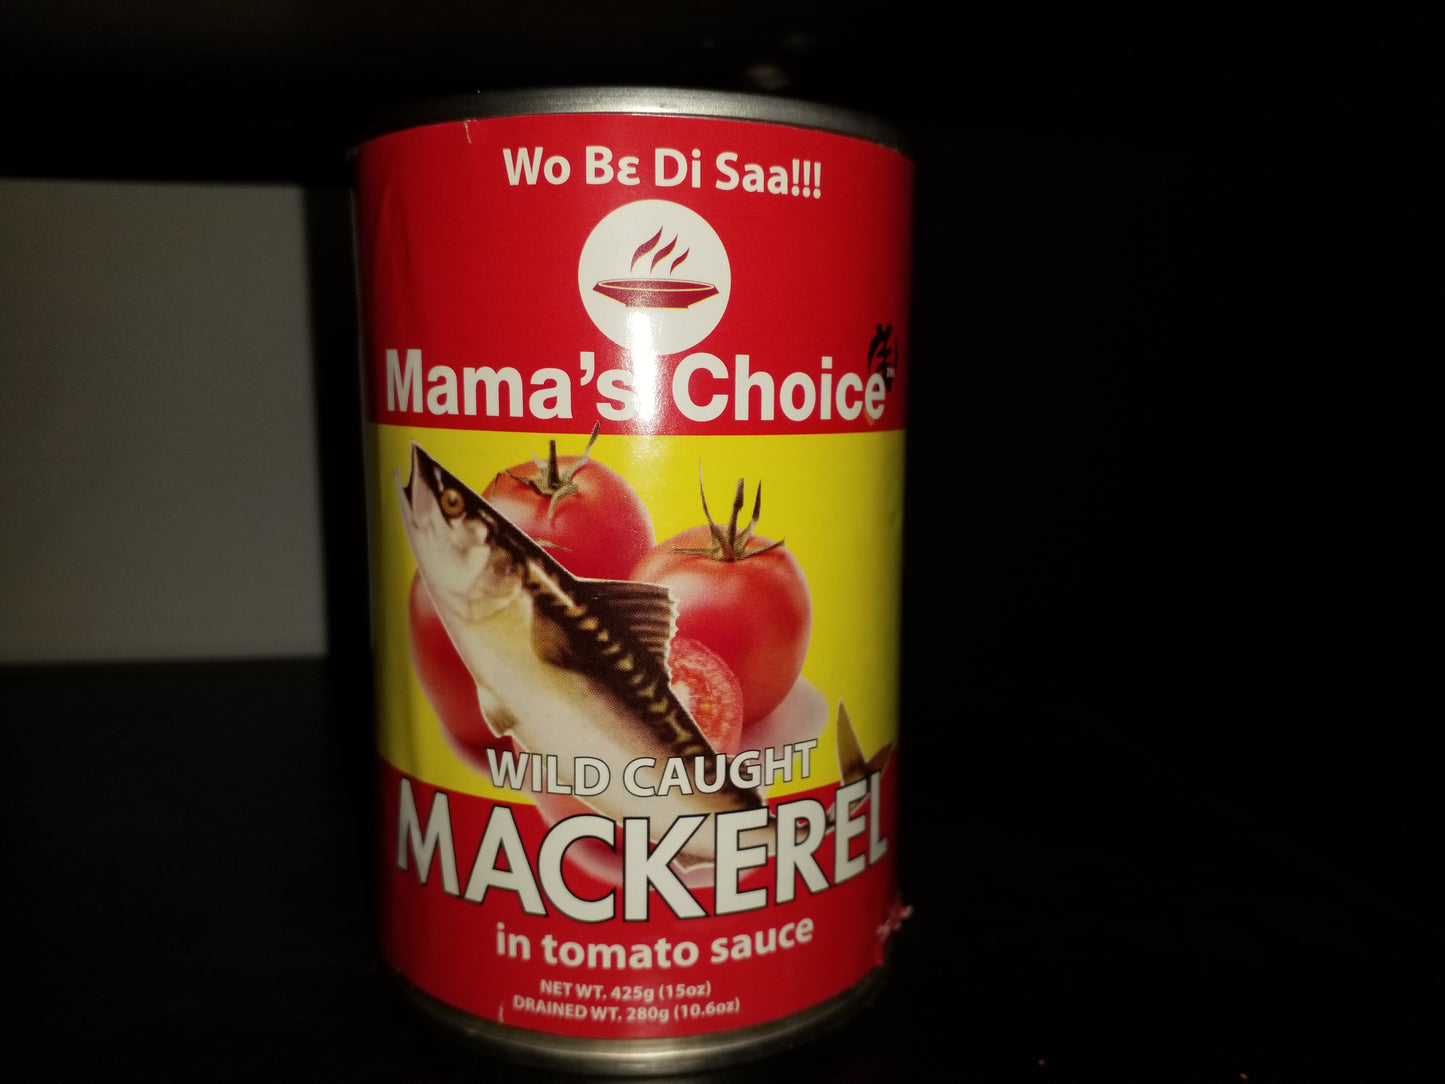 Wo Bɛ Di Saa!!!
Mama's Choice™
WILD CAUGHT
MACKEREL
in tomato sauce
NET WT. 425g (15oz)
DRAINED WT. 280g (10.6oz)